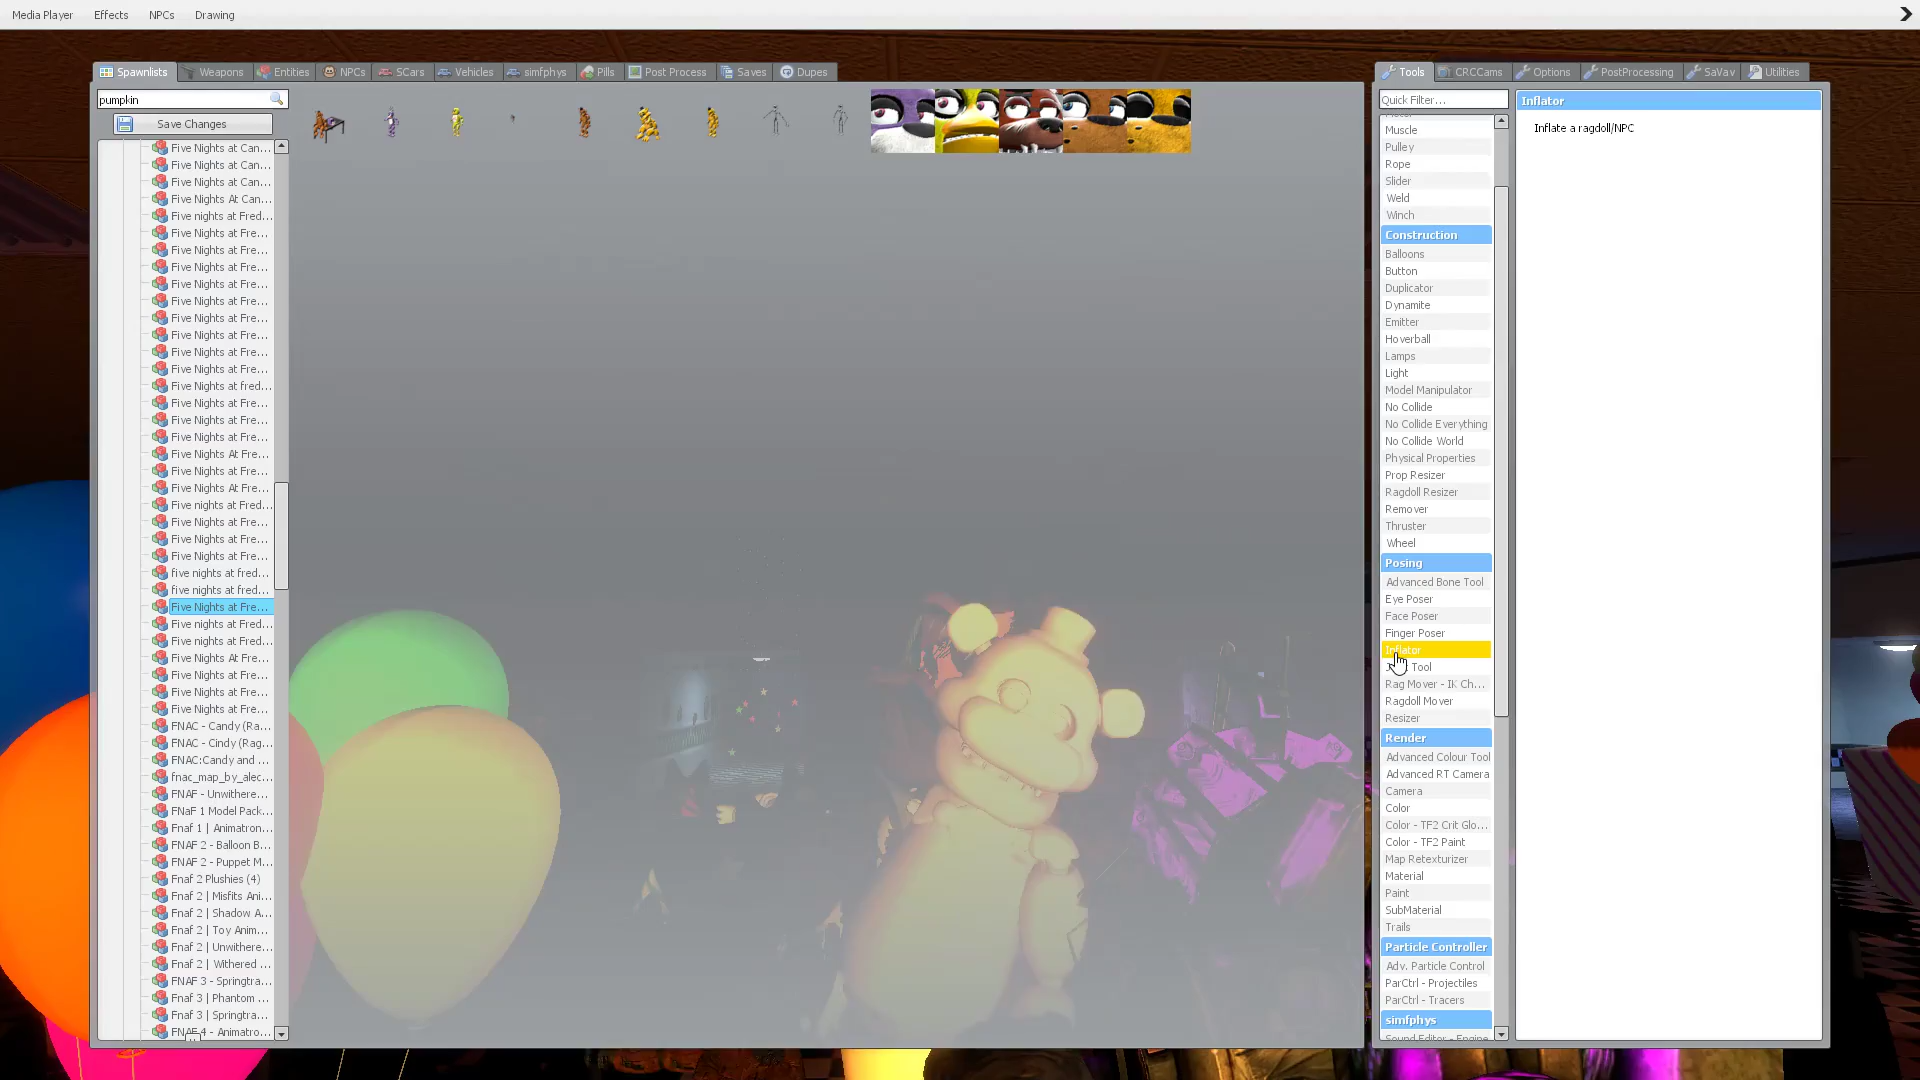 Media Player Effects NPCs Drawing
Spawnlists Weapons Entities NPCs SCars Vehicles simfphys Pills Post Process Saves Dupes
pumpkin
Save Changes
Five Nights at Can...
Five Nights at Can...
Five Nights at Can...
Five Nights At Can...
Five nights at Fred...
Five Nights at Fre...
Five Nights at Fre...
Five Nights at Fre...
Five Nights at Fre...
Five Nights at Fre...
Five Nights at Fre...
Five Nights at Fre...
Five Nights at Fre...
Five Nights at Fre...
Five Nights at fred...
Five Nights at Fre...
Five Nights at Fre...
Five Nights at Fre...
Five Nights At Fre...
Five Nights at Fre...
Five Nights At Fre...
Five nights at Fred...
Five Nights at Fre...
Five Nights at Fre...
Five Nights at Fre...
five nights at fred...
five nights at fred...
Five Nights at Fre...
Five nights at Fred...
Five nights at Fred...
Five Nights At Fre...
Five Nights at Fre...
Five Nights at Fre...
Five Nights at Fre...
FNAC - Candy (Ra...
FNAC - Cindy (Rag...
FNAC:Candy and ...
fnac_map_by_alec...
FNAF - Unwithere...
FNaF 1 Model Pack...
Fnaf 1 | Animatron...
FNAF 2 - Balloon B...
FNAF 2 - Puppet M...
Fnaf 2 Plushies (4)
Fnaf 2 | Misfits Ani...
Fnaf 2 | Shadow A...
Fnaf 2 | Toy Anim...
Fnaf 2 | Unwithere...
Fnaf 2 | Withered ...
FNAF 3 - Springtra...
Fnaf 3 | Phantom ...
Fnaf 3 | Springtra...
FNAF 4 - Animatro...
Tools CRCCams Options PostProcessing SaVav Utilities
Quick Filter...
Muscle
Pulley
Rope
Slider
Weld
Winch
Construction
Balloons
Button
Duplicator
Dynamite
Emitter
Hoverball
Lamps
Light
Model Manipulator
No Collide
No Collide Everything
No Collide World
Physical Properties
Prop Resizer
Ragdoll Resizer
Remover
Thruster
Wheel
Posing
Advanced Bone Tool
Eye Poser
Face Poser
Finger Poser
Inflator
Tool
Rag Mover - IK Ch...
Ragdoll Mover
Resizer
Render
Advanced Colour Tool
Advanced RT Camera
Camera
Color
Color - TF2 Crit Glo...
Color - TF2 Paint
Map Retexturizer
Material
Paint
SubMaterial
Trails
Particle Controller
Adv. Particle Control
ParCtrl - Projectiles
ParCtrl - Tracers
simfphys
Sound Editor - Engine
Inflator
Inflate a ragdoll/NPC